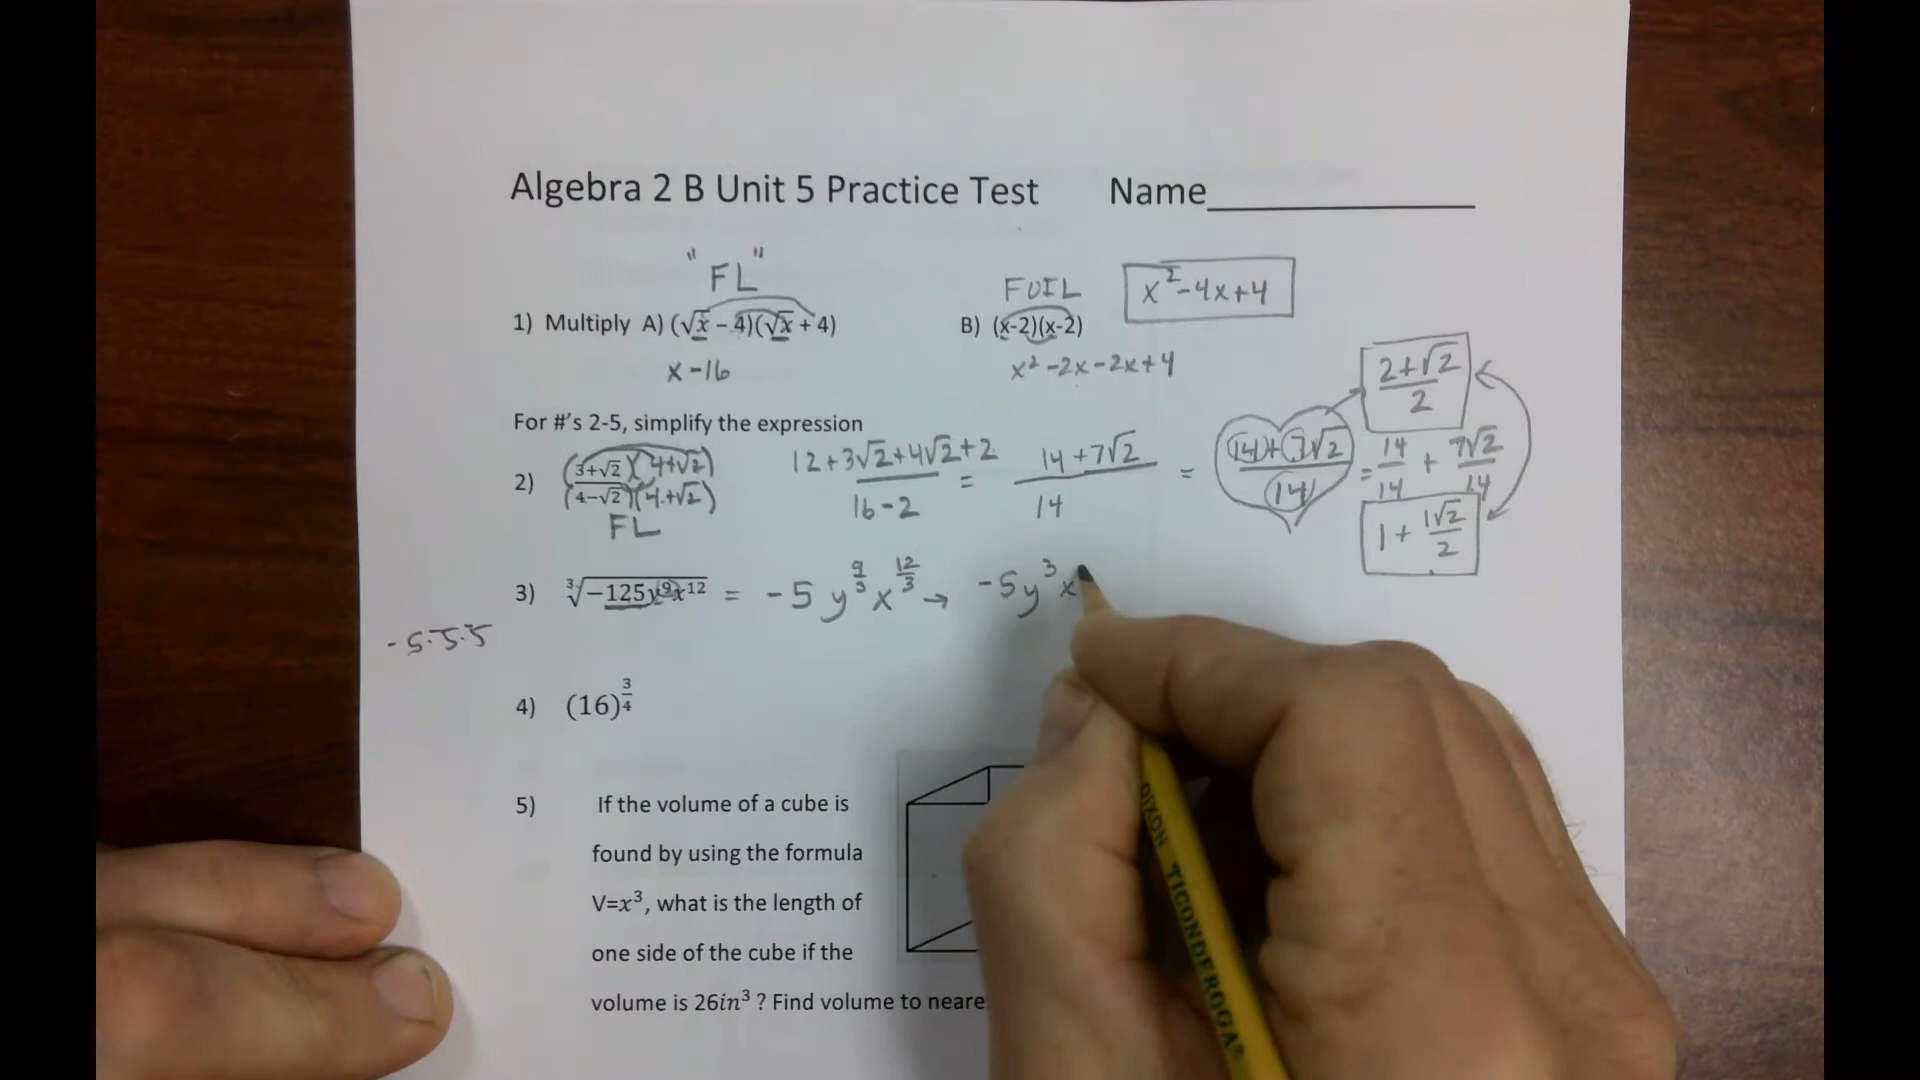 Algebra 2 B Unit 5 Practice Test Name_______________
"FL"
FOIL
x²-4x+4
1) Multiply A) (√x − 4)(√x + 4)
B) (x-2)(x-2)
x-16
x²-2x-2x+4
For #'s 2-5, simplify the expression
2) (3+√2)(4+√2) / (4−√2)(4+√2)
FL
12+3√2+4√2+2 / 16-2 = 14+7√2 / 14 = 14+7√2 / 14 = 14/14 + 7√2/14
2+√2 / 2
1 + 1√2/2
3) ³√−125y⁹x¹² = -5 y^9/3 x^12/3 → -5y³x
-5.5.5
4) (16)^3/4
5) If the volume of a cube is
found by using the formula
V=x³, what is the length of
one side of the cube if the
volume is 26in³ ? Find volume to
DIXON TICONDEROGA